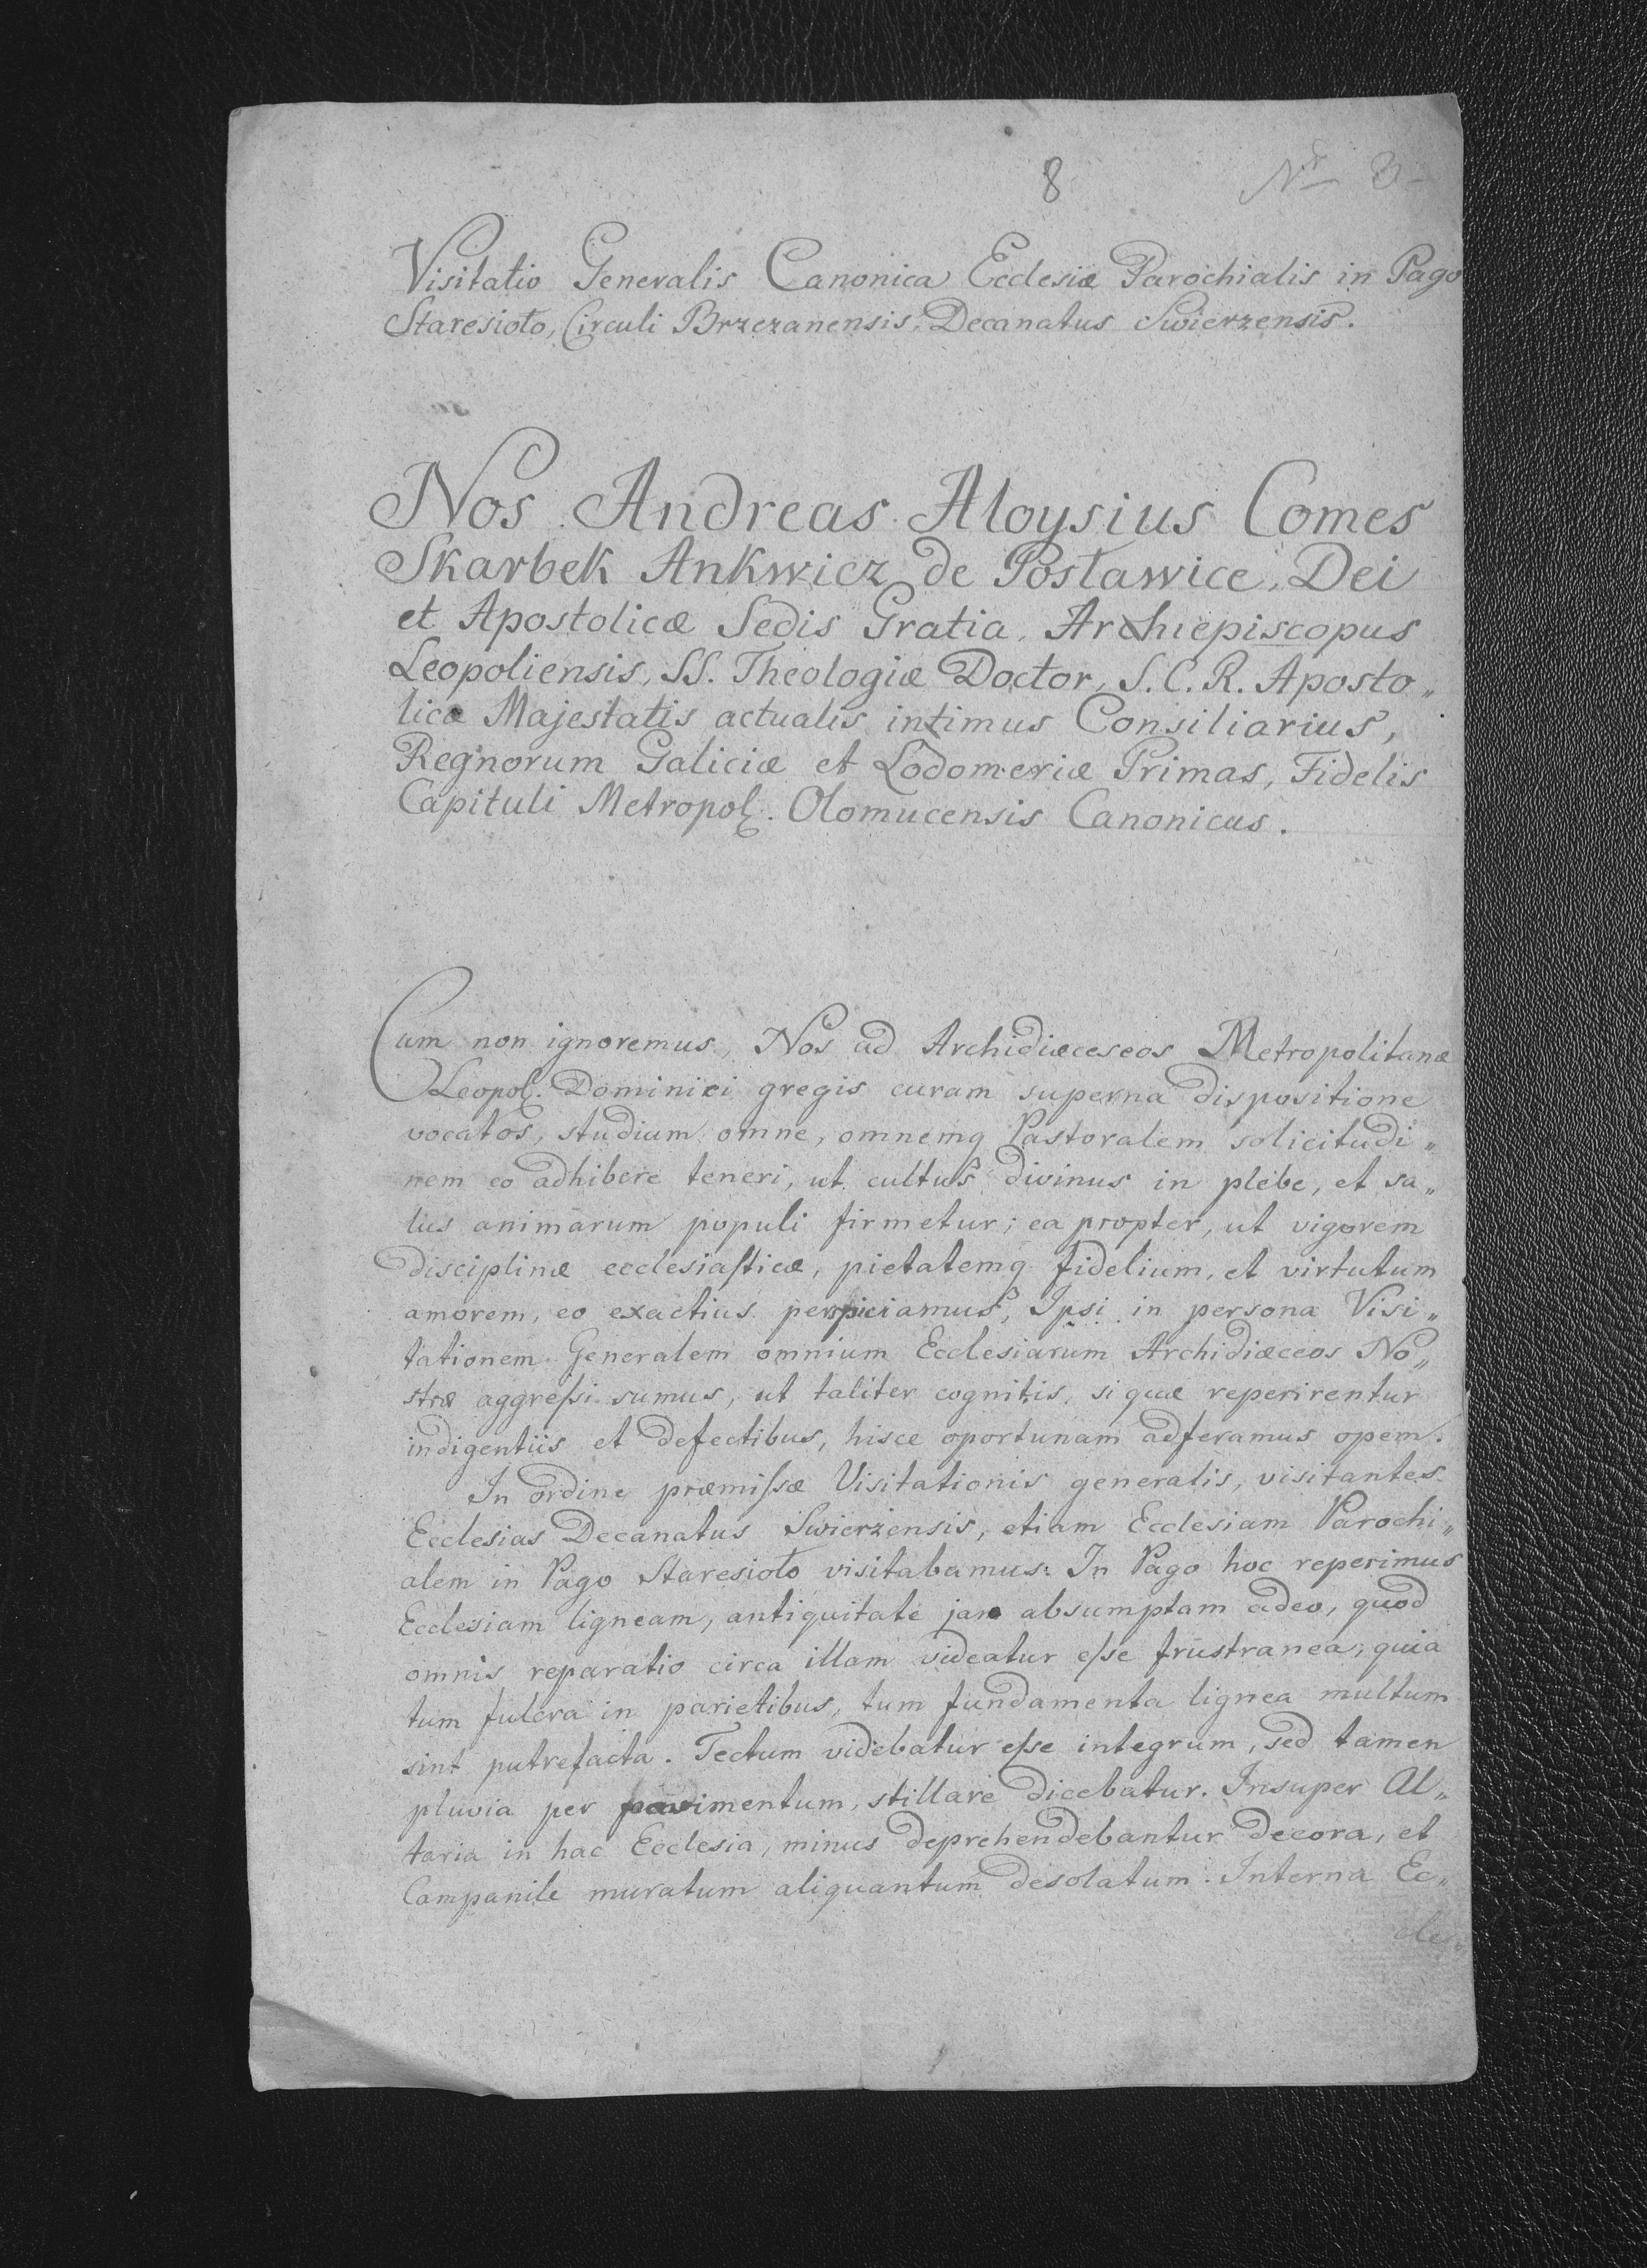 8 Nr 3
Visitatio Generalis Canonica Ecclesiæ Parochialis in Pago
Staresioło, Circuli Brzezanensis, Decanatus Swierzensis.
Nos Andreas Aloysius Comes
Skarbek Ankwicz de Posławice, Dei
et Apostolicæ Sedis Gratia, Archiepiscopus
Leopoliensis, SS. Theologiæ Doctor, S.C.R. Aposto„
licæ Majestatis actualis intimus Consiliarius,
Regnorum Galiciæ et Lodomeriæ Primas, Fidelis
Capituli Metropol. Olomucensis Canonicus.
Cum non ignoremus, Nos ad Archidiæceseos Metropolitanæ
Leopol. Dominici gregis curam superna dispositione
vocatos, studium omne, omnemq Pastoralem solicitudi„
nem eo adhibere teneri, ut cultus divinus in plebe, et sa„
lus animarum populi firmetur; ea propter, ut vigorem
disciplinæ ecclesiaſticæ, pietatemq fidelium, et virtutum
amorem, eo exactius perspiciamus, Ipsi in persona Visi„
tationem Generalem omnium Ecclesiarum Archidiæceos No„
stræ aggreſsi sumus, ut taliter cognitis, si quæ reperirentur
indigentiis et defectibus, hisce oportunam adferamus opem.
In ordine præmiſsæ Visitationis generalis, visitantes
Ecclesias Decanatus Swierzensis, etiam Ecclesiam Parochi„
alem in Pago Staresioło visitabamus: In Pago hoc reperimus
Ecclesiam ligneam, antiquitate jam absumptam adeo, quod
omnis reparatio circa illam videatur eſse frustranea, quia
tum fulcra in parietibus, tum fundamenta lignea multum
sint putrefacta. Tectum videbatur eſse integrum, sed tamen
pluvia per pavimentum, stillare dicebatur. Insuper Al„
taria in hac Ecclesia, minus deprehendebantur decora, et
Campanile muratum aliquantum desolatum. Interna Ec„
cles„